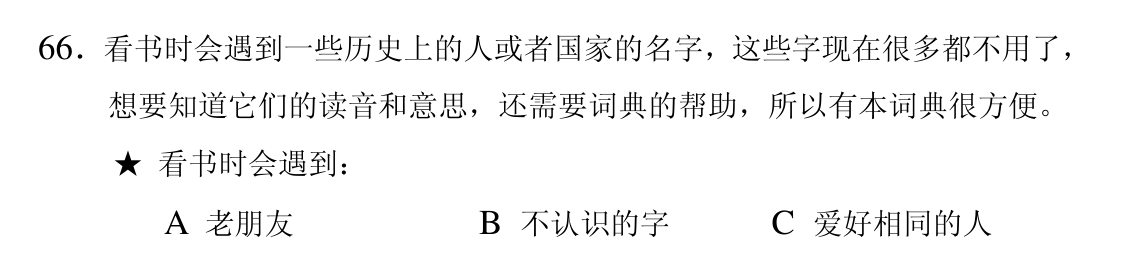 66．看书时会遇到一些历史上的人或者国家的名字，这些字现在很多都不用了，
想要知道它们的读音和意思，还需要词典的帮助，所以有本词典很方便。
★ 看书时会遇到：
A 老朋友 B 不认识的字 C 爱好相同的人